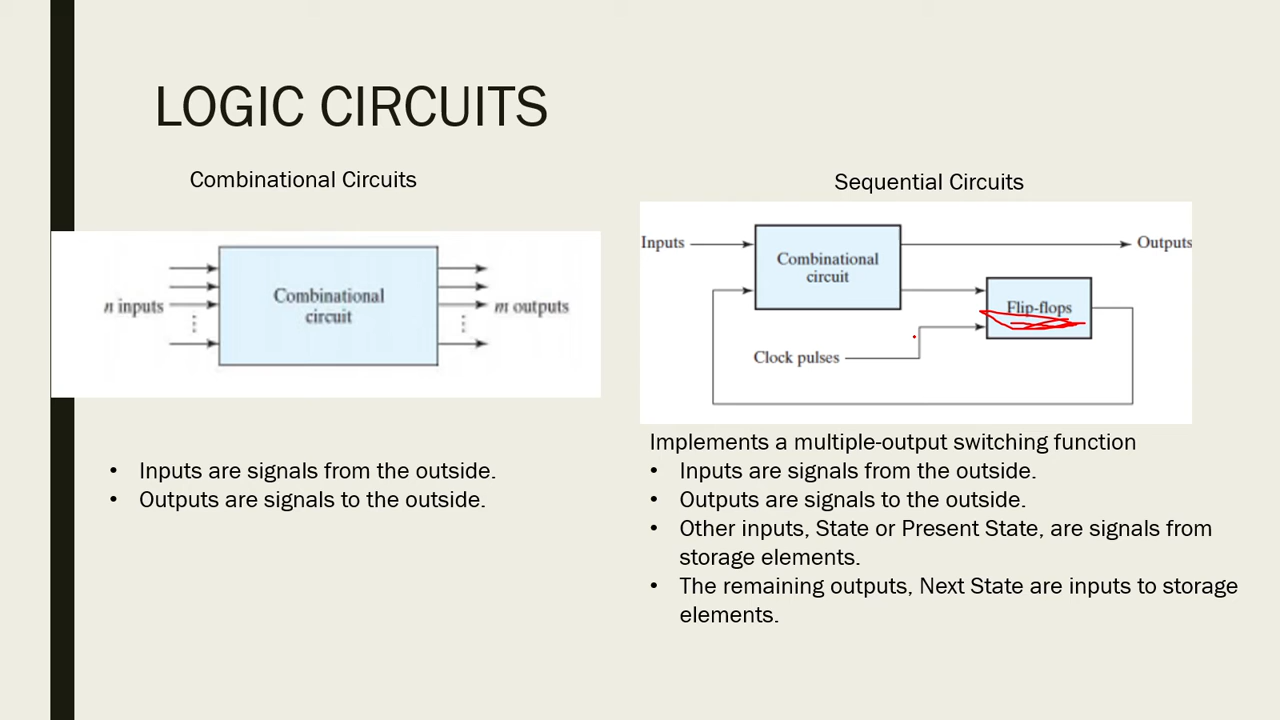 LOGIC CIRCUITS
Combinational Circuits
n inputs
Combinational
circuit
m outputs
• Inputs are signals from the outside.
• Outputs are signals to the outside.
Sequential Circuits
Inputs
Combinational
circuit
Outputs
Flip-flops
Clock pulses
Implements a multiple-output switching function
• Inputs are signals from the outside.
• Outputs are signals to the outside.
• Other inputs, State or Present State, are signals from
storage elements.
• The remaining outputs, Next State are inputs to storage
elements.